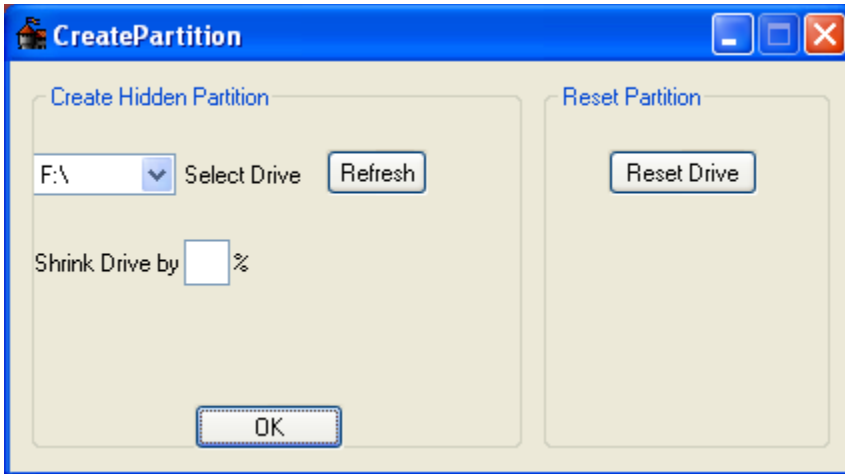 CreatePartition
Create Hidden Partition
F:\ Select Drive Refresh
Shrink Drive by %
OK
Reset Partition
Reset Drive